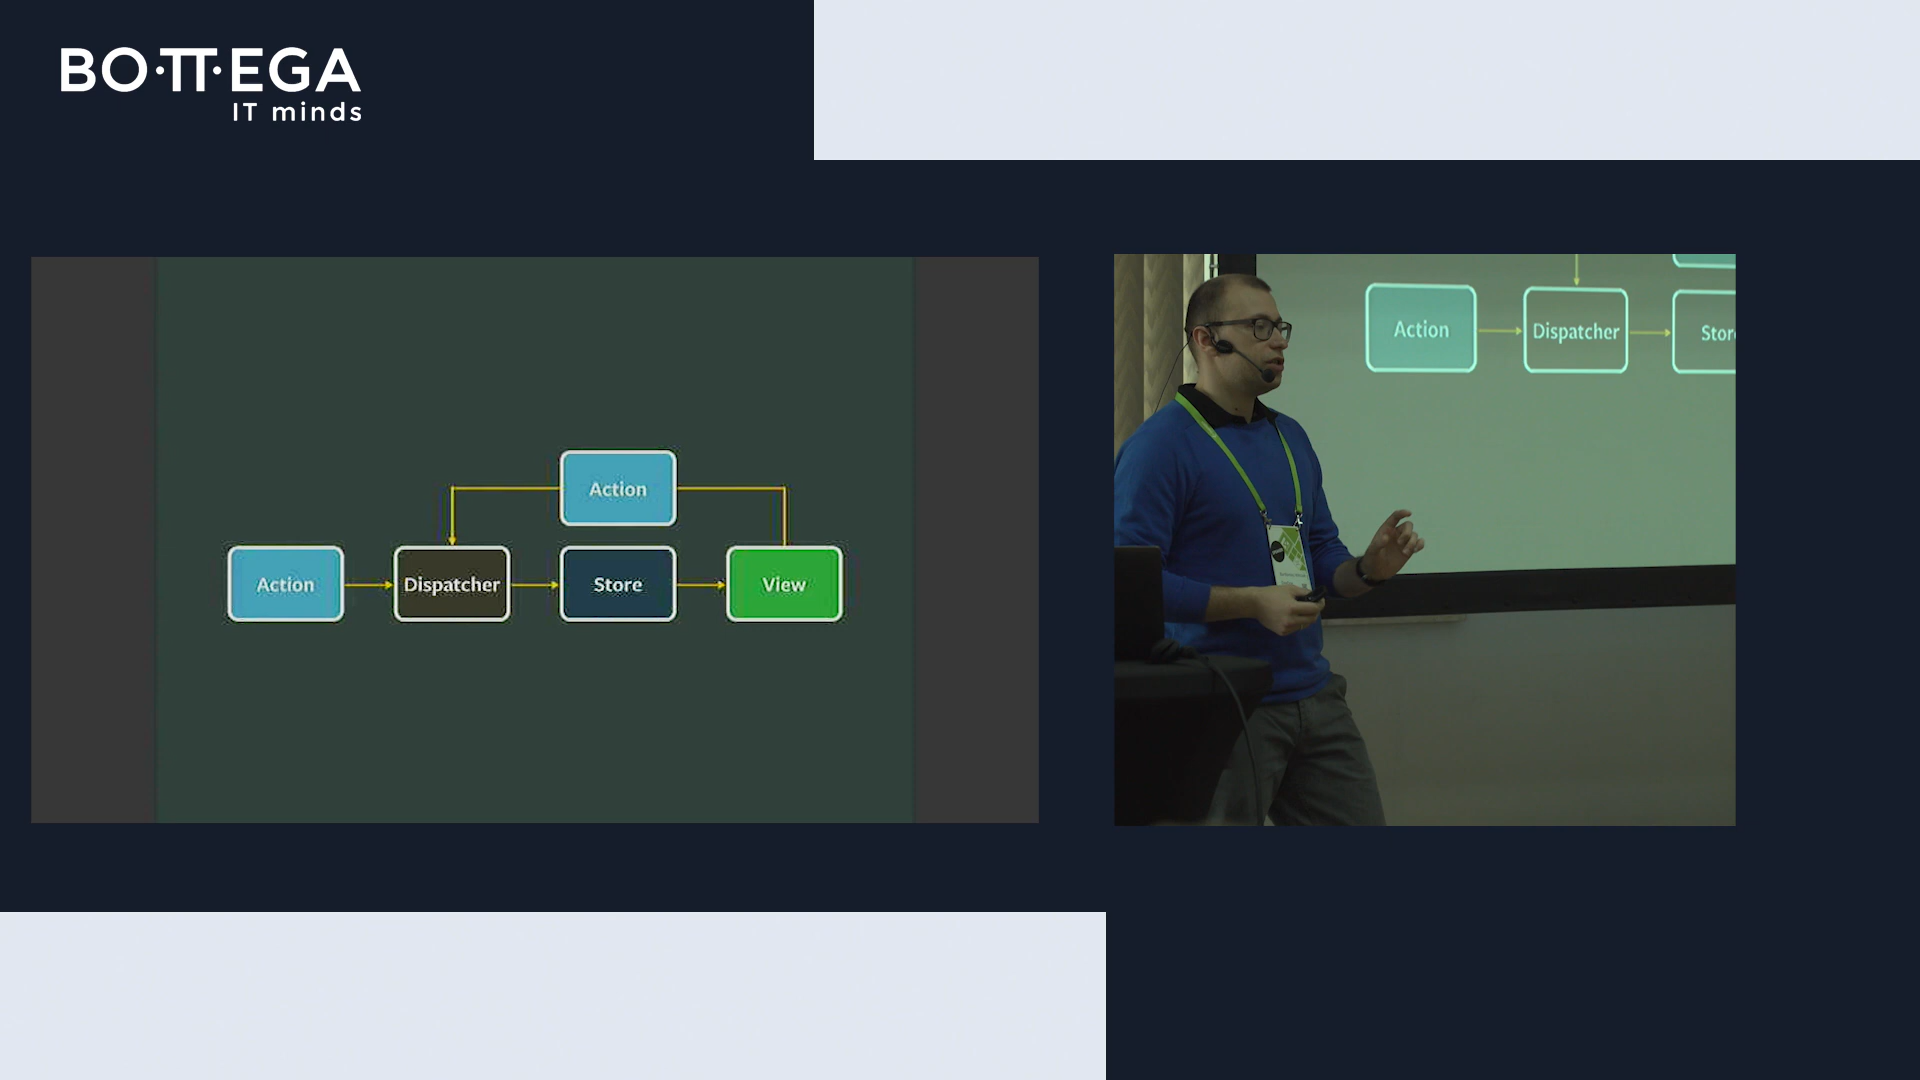 BO·TT·EGA
IT minds
Action
Action
Dispatcher
Store
View
Action
Dispatcher
Stor